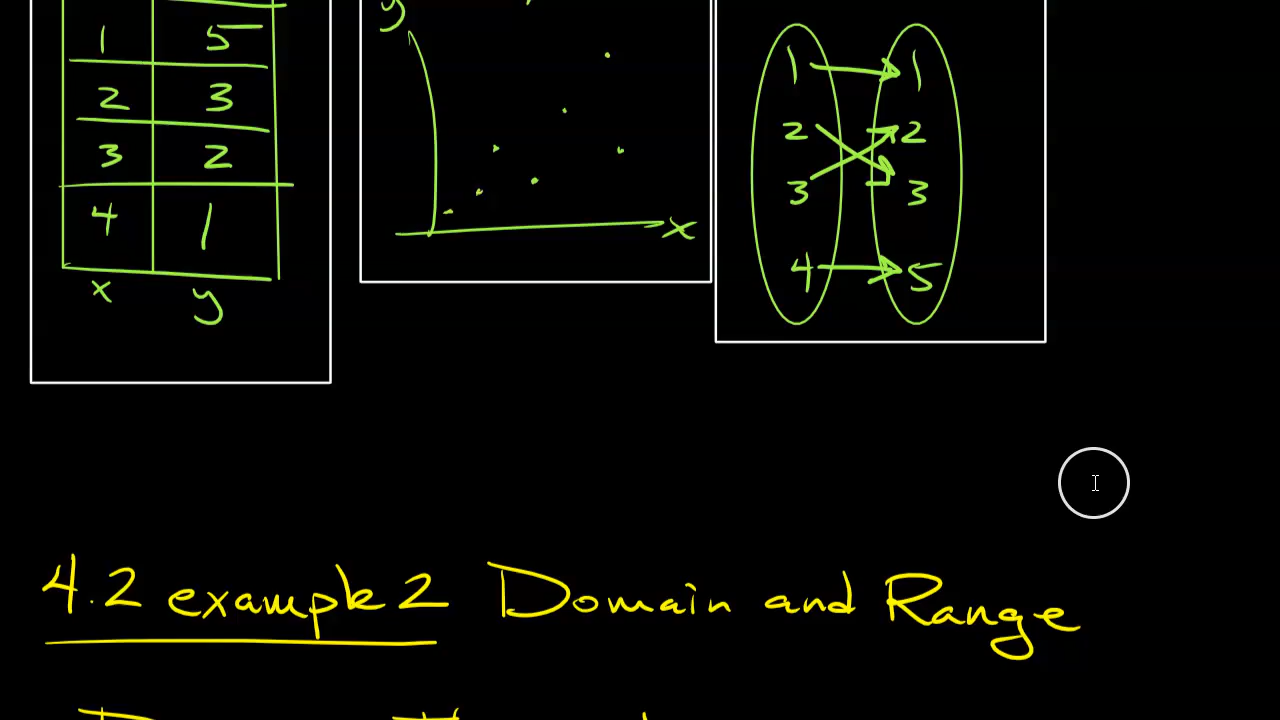 1 5
2 3
3 2
4 1
x y
y
x
1 1
2 2
3 3
4 5
4.2 example 2 Domain and Range